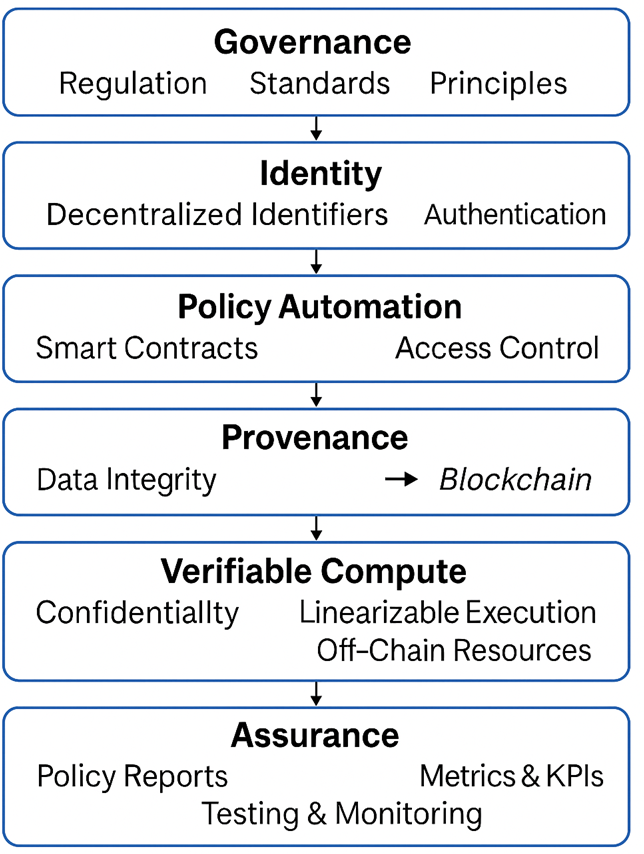 Governance
Regulation Standards Principles
Identity
Decentralized Identifiers Authentication
Policy Automation
Smart Contracts Access Control
Provenance
Data Integrity → Blockchain
Verifiable Compute
Confidentiallty Linearizable Execution
Off-Chain Resources
Assurance
Policy Reports Metrics & KPIs
Testing & Monitoring